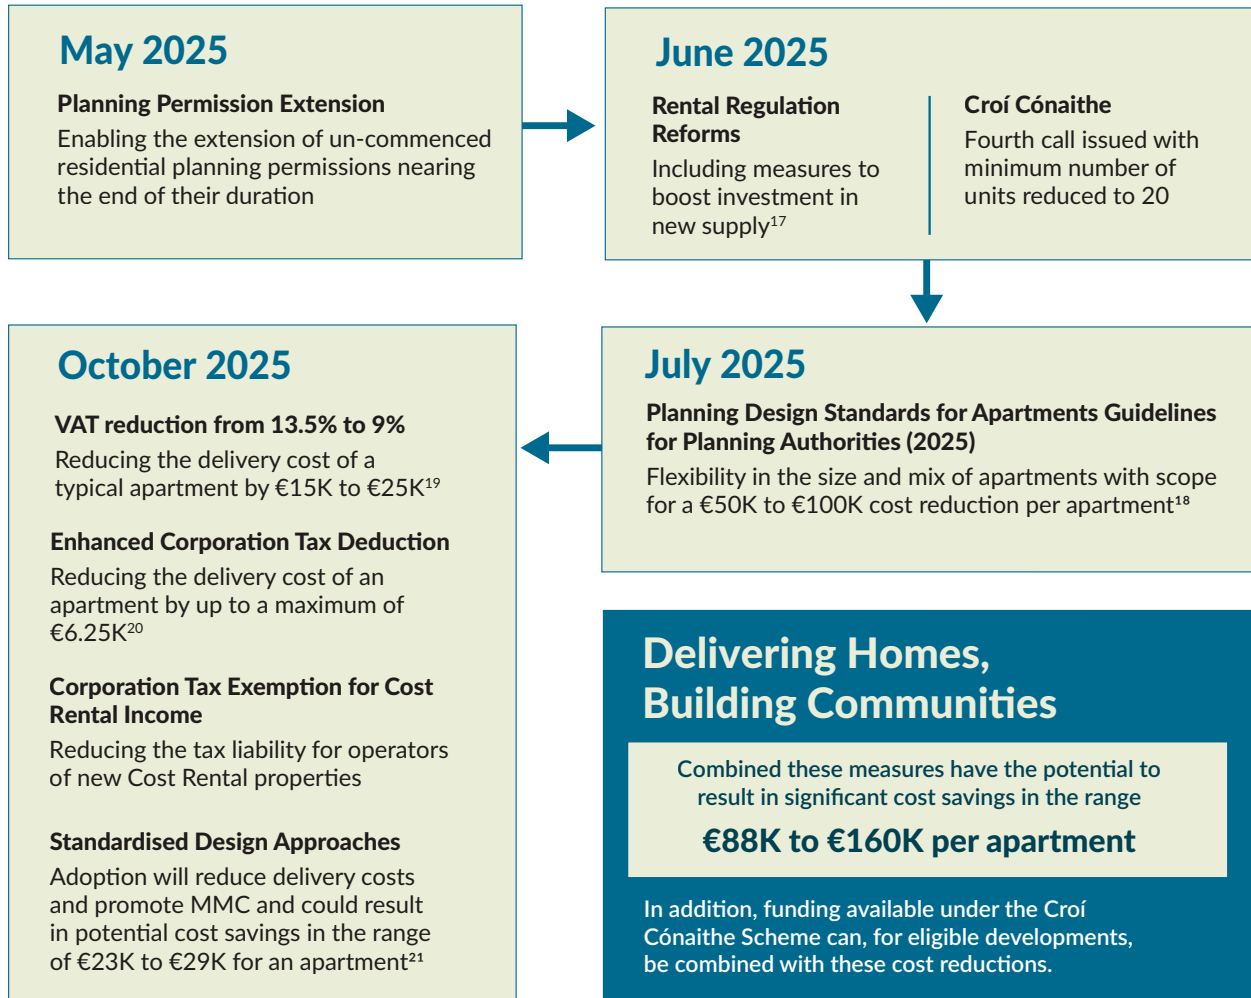 May 2025
Planning Permission Extension
Enabling the extension of un-commenced
residential planning permissions nearing
the end of their duration
June 2025
Rental Regulation
Reforms
Including measures to
boost investment in
new supply¹⁷
Croí Cónaithe
Fourth call issued with
minimum number of
units reduced to 20
July 2025
Planning Design Standards for Apartments Guidelines
for Planning Authorities (2025)
Flexibility in the size and mix of apartments with scope
for a €50K to €100K cost reduction per apartment¹⁸
October 2025
VAT reduction from 13.5% to 9%
Reducing the delivery cost of a
typical apartment by €15K to €25K¹⁹
Enhanced Corporation Tax Deduction
Reducing the delivery cost of an
apartment by up to a maximum of
€6.25K²⁰
Corporation Tax Exemption for Cost
Rental Income
Reducing the tax liability for operators
of new Cost Rental properties
Standardised Design Approaches
Adoption will reduce delivery costs
and promote MMC and could result
in potential cost savings in the range
of €23K to €29K for an apartment²¹
Delivering Homes,
Building Communities
Combined these measures have the potential to
result in significant cost savings in the range
€88K to €160K per apartment
In addition, funding available under the Croí
Cónaithe Scheme can, for eligible developments,
be combined with these cost reductions.